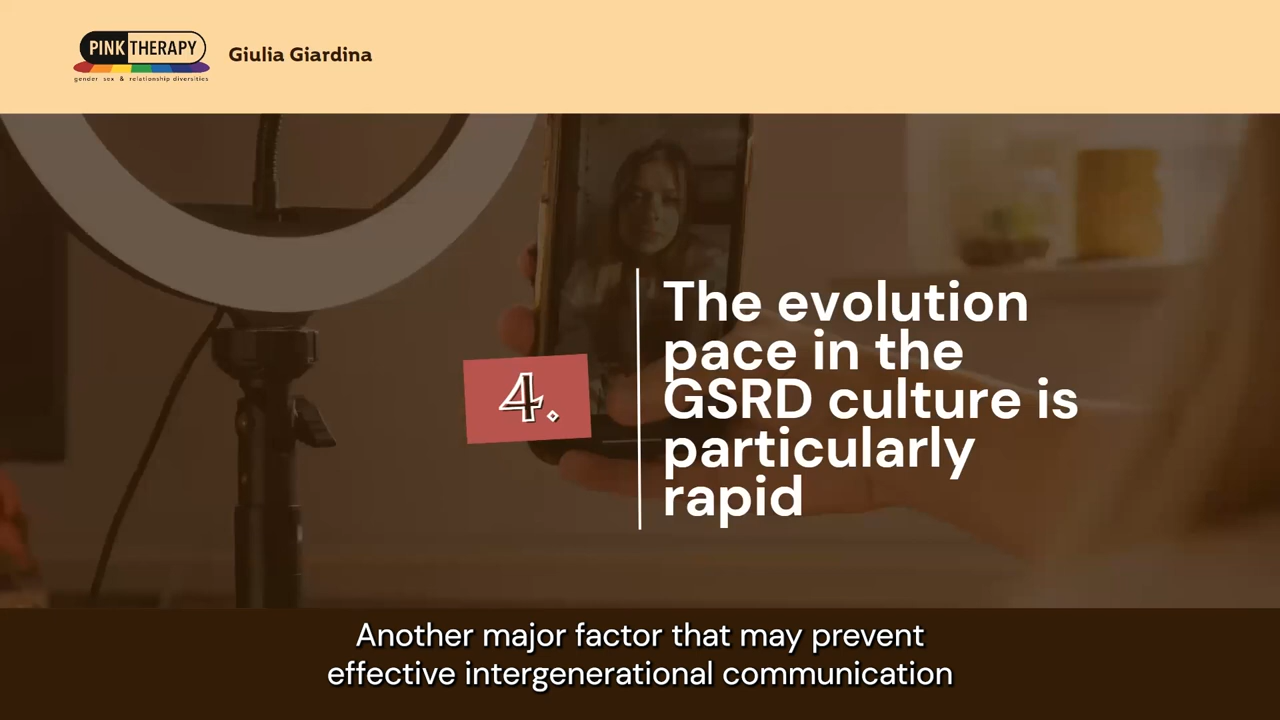 PINK THERAPY
gender sex & relationship diversities
Giulia Giardina
4.
The evolution
pace in the
GSRD culture is
particularly
rapid
Another major factor that may prevent
effective intergenerational communication